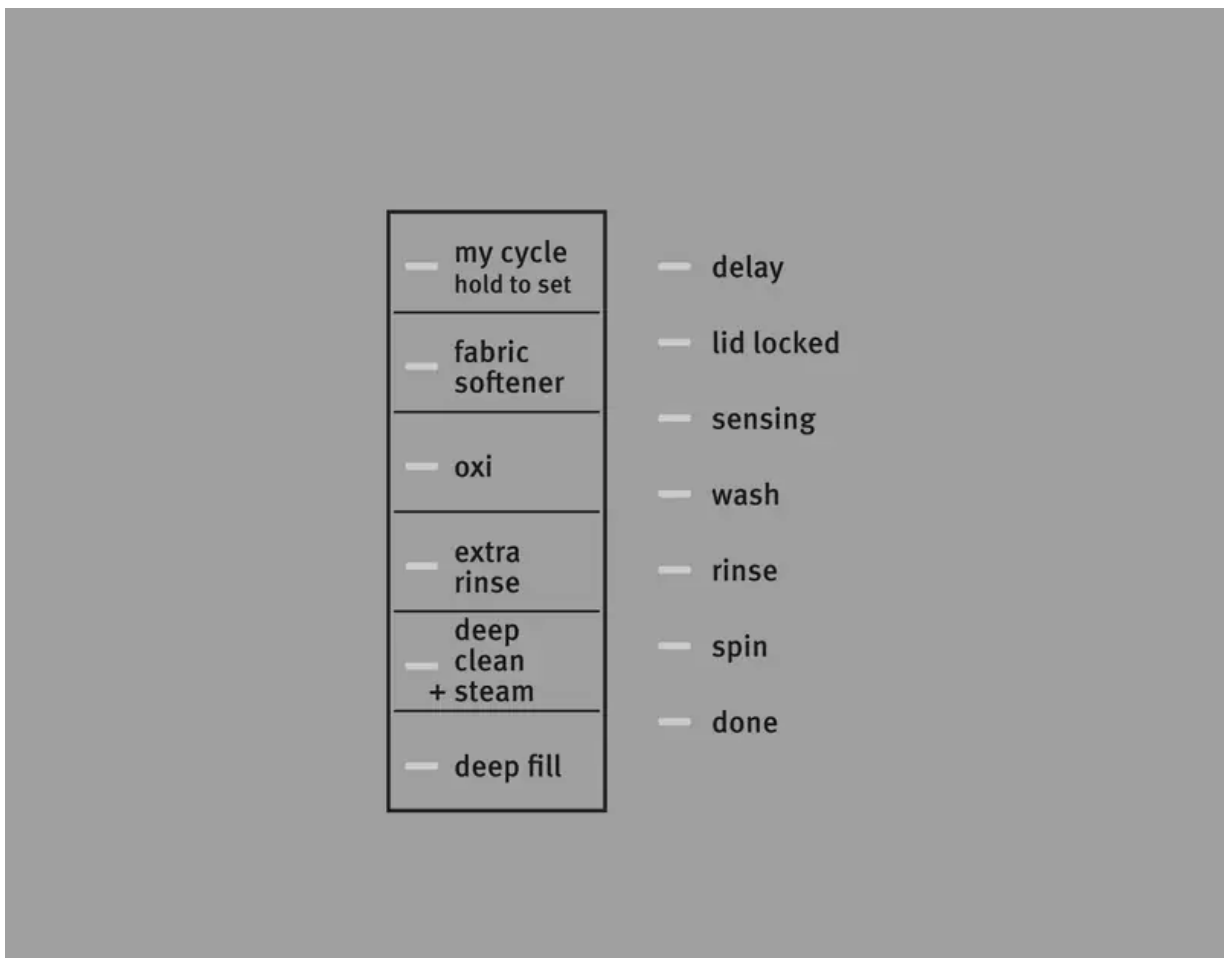 my cycle
hold to set
fabric
softener
oxi
extra
rinse
deep
clean
+ steam
deep fill
delay
lid locked
sensing
wash
rinse
spin
done